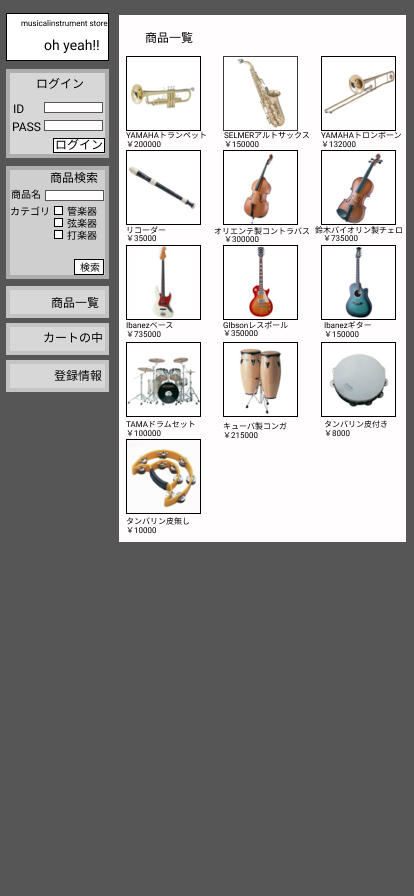 musicalinstrument store
oh yeah!!
ログイン
ID
PASS
ログイン
商品検索
商品名
カテゴリ 管楽器
弦楽器
打楽器
検索
商品一覧
カートの中
登録情報
商品一覧
YAMAHAトランペット
￥200000
SELMERアルトサックス
￥150000
YAMAHAトロンボーン
￥132000
リコーダー
￥35000
オリエンテ製コントラバス
￥300000
鈴木バイオリン製チェロ
￥735000
Ibanezベース
￥735000
GIbsonレスポール
￥350000
Ibanezギター
￥150000
TAMAドラムセット
￥100000
キューバ製コンガ
￥215000
タンバリン皮付き
￥8000
タンバリン皮無し
￥10000